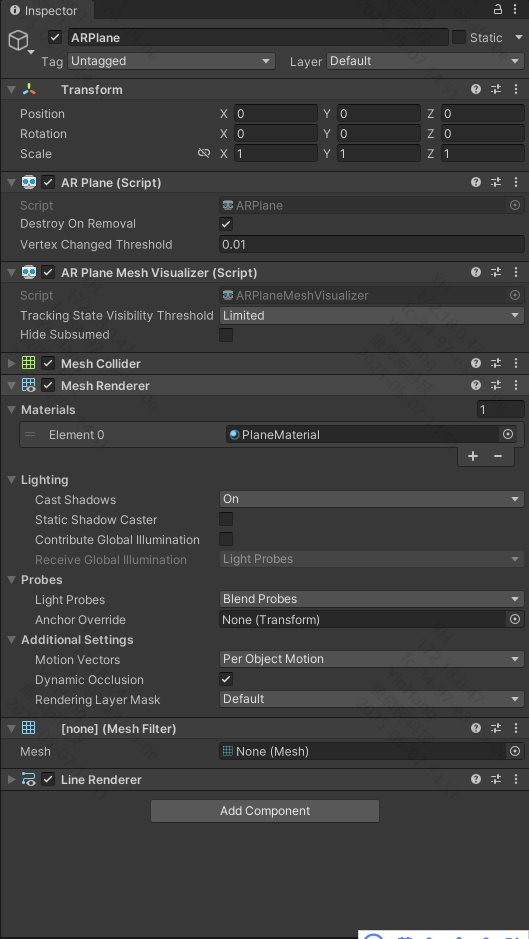 Inspector
ARPlane
Static
Tag Untagged Layer Default
Transform
Position X 0 Y 0 Z 0
Rotation X 0 Y 0 Z 0
Scale X 1 Y 1 Z 1
AR Plane (Script)
Script ARPlane
Destroy On Removal
Vertex Changed Threshold 0.01
AR Plane Mesh Visualizer (Script)
Script ARPlaneMeshVisualizer
Tracking State Visibility Threshold Limited
Hide Subsumed
Mesh Collider
Mesh Renderer
Materials 1
Element 0 PlaneMaterial
Lighting
Cast Shadows On
Static Shadow Caster
Contribute Global Illumination
Receive Global Illumination Light Probes
Probes
Light Probes Blend Probes
Anchor Override None (Transform)
Additional Settings
Motion Vectors Per Object Motion
Dynamic Occlusion
Rendering Layer Mask Default
[none] (Mesh Filter)
Mesh None (Mesh)
Line Renderer
Add Component